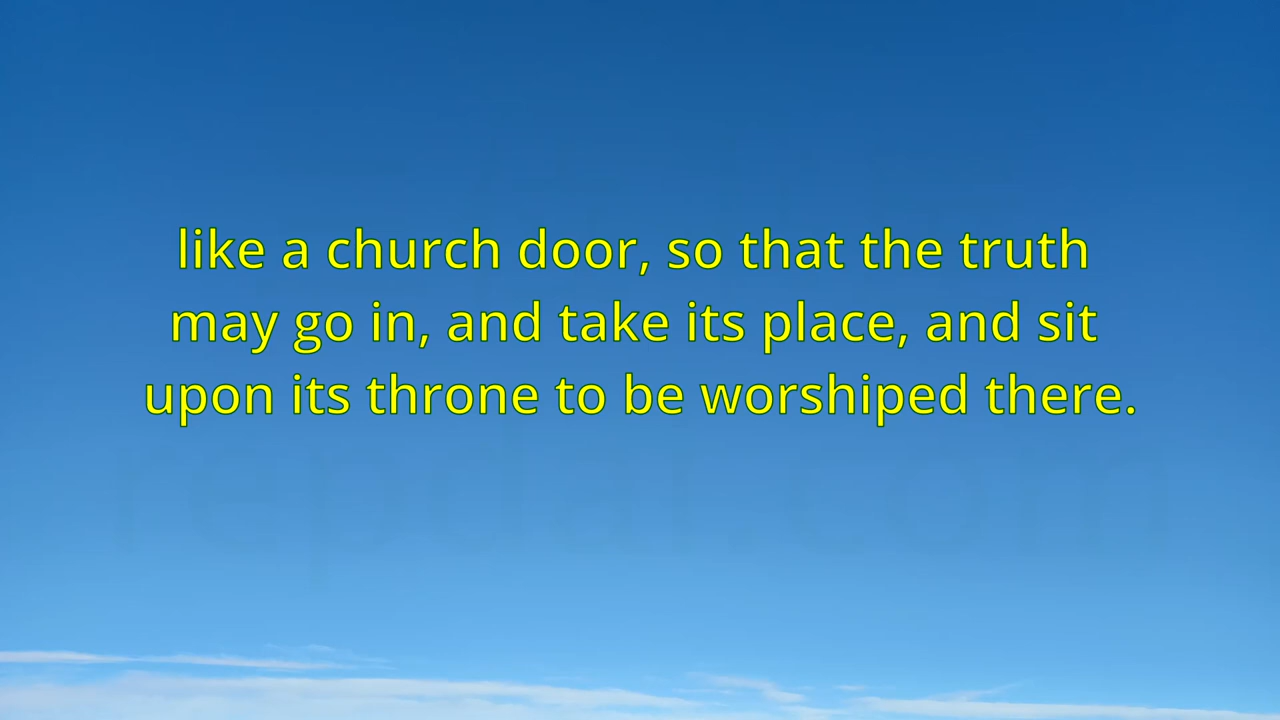 like a church door, so that the truth
may go in, and take its place, and sit
upon its throne to be worshiped there.